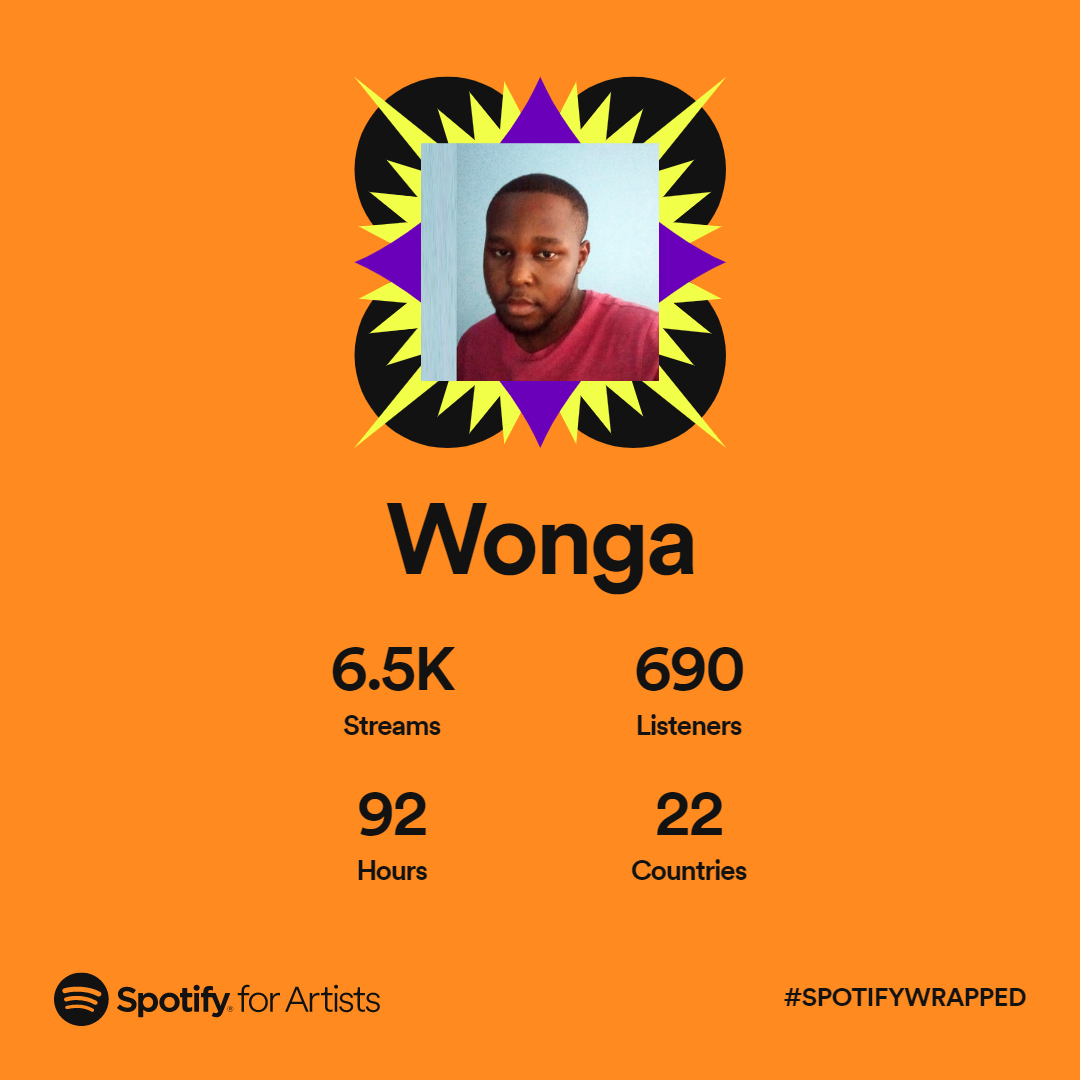 Wonga
6.5K
Streams
690
Listeners
92
Hours
22
Countries
Spotify® for Artists
#SPOTIFYWRAPPED